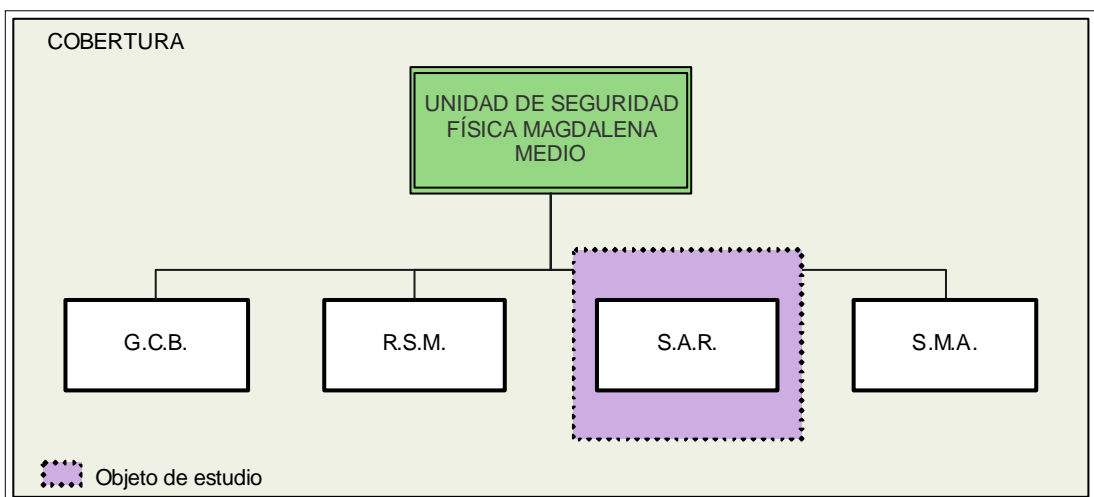 COBERTURA
UNIDAD DE SEGURIDAD
FÍSICA MAGDALENA
MEDIO
G.C.B.
R.S.M.
S.A.R.
S.M.A.
Objeto de estudio